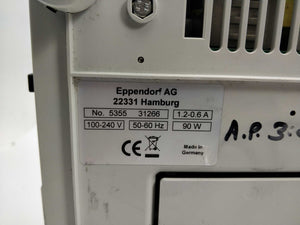 Eppendorf AG
22331 Hamburg
No. 5355 31266 1.2-0.6 A
100-240 V 50-60 Hz 90 W
CE
Made in
Germany
A.P.